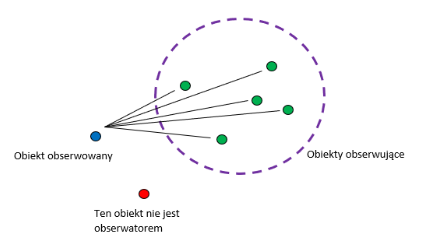 Obiekt obserwowany
Obiekty obserwujące
Ten obiekt nie jest
obserwatorem